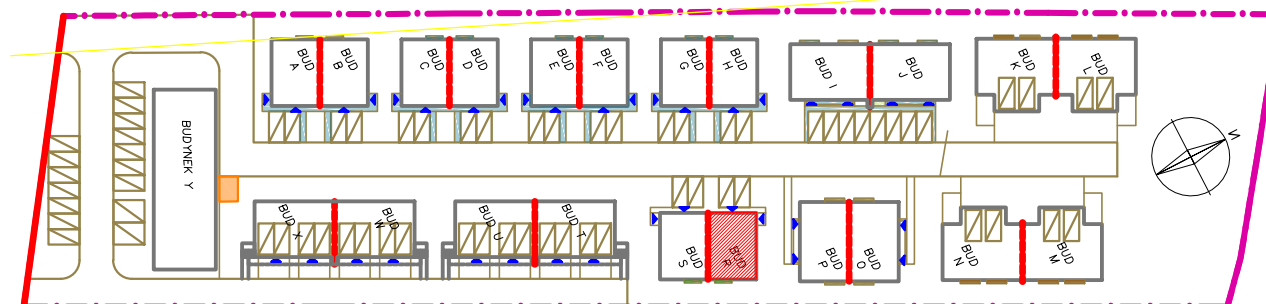 BUD A
BUD B
BUD C
BUD D
BUD E
BUD F
BUD G
BUD H
BUD I
BUD J
BUD K
BUD L
N
BUDYNEK Y
BUD X
BUD W
BUD U
BUD T
BUD S
BUD R
BUD P
BUD O
BUD N
BUD M